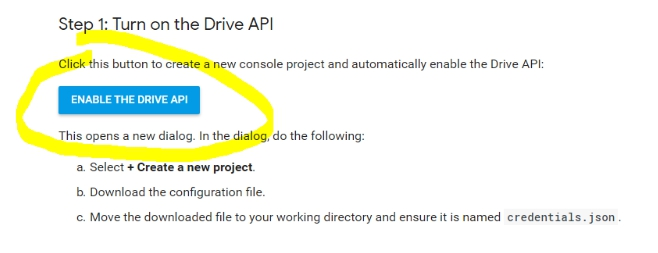 Step 1: Turn on the Drive API
Click this button to create a new console project and automatically enable the Drive API:
ENABLE THE DRIVE API
This opens a new dialog. In the dialog, do the following:
a. Select + Create a new project.
b. Download the configuration file.
c. Move the downloaded file to your working directory and ensure it is named credentials.json.